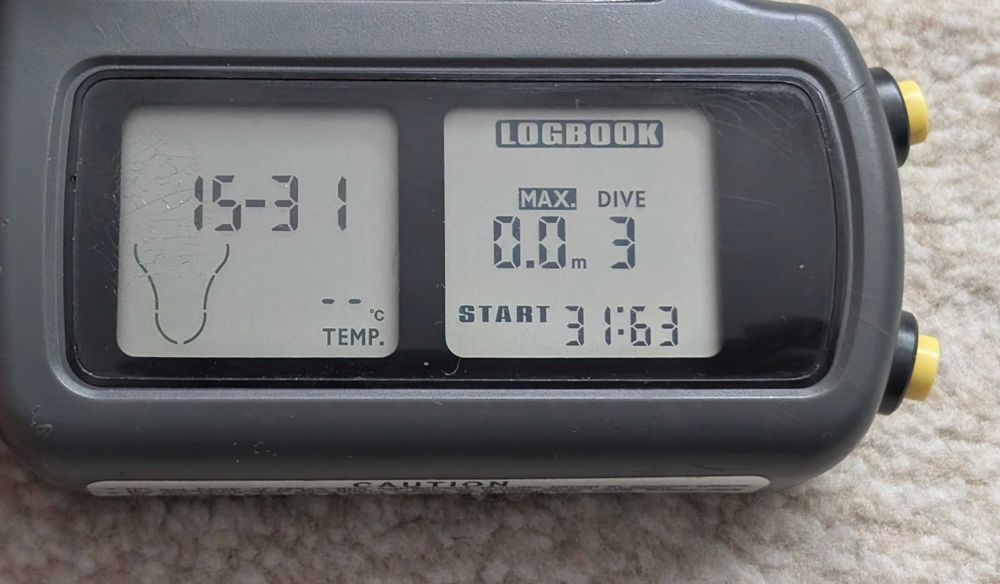 15-31
-- °C
TEMP.
LOGBOOK
MAX. DIVE
0.0m 3
START 31:63
CAUTION